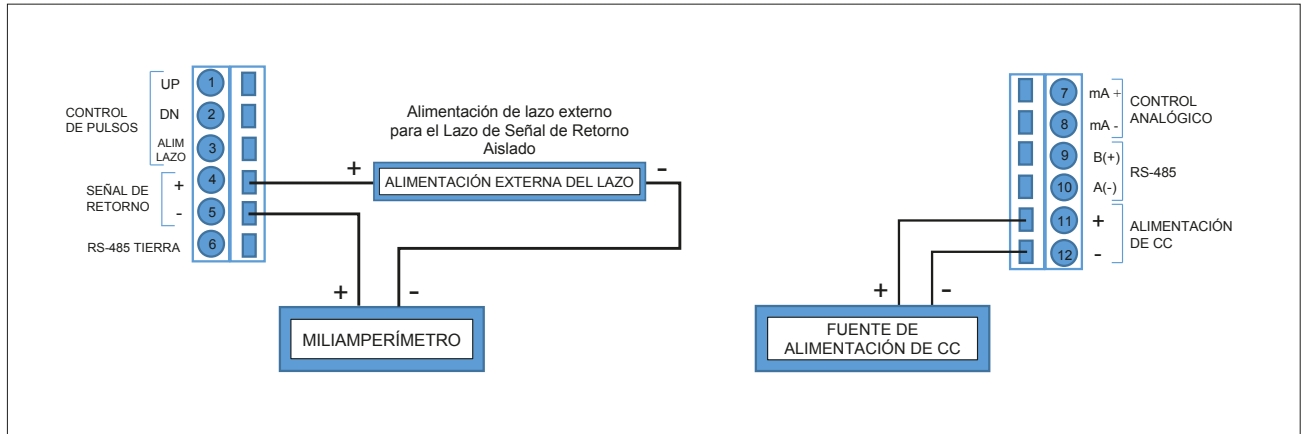 CONTROL
DE PULSOS
UP
1
DN
2
ALIM
LAZO
3
SEÑAL DE
RETORNO
+
4
-
5
RS-485 TIERRA
6
Alimentación de lazo externo
para el Lazo de Señal de Retorno
Aislado
+
-
ALIMENTACIÓN EXTERNA DEL LAZO
+
-
MILIAMPERÍMETRO
7
mA +
8
mA -
CONTROL
ANALÓGICO
9
B(+)
10
A(-)
RS-485
11
+
12
-
ALIMENTACIÓN
DE CC
+
-
FUENTE DE
ALIMENTACIÓN DE CC